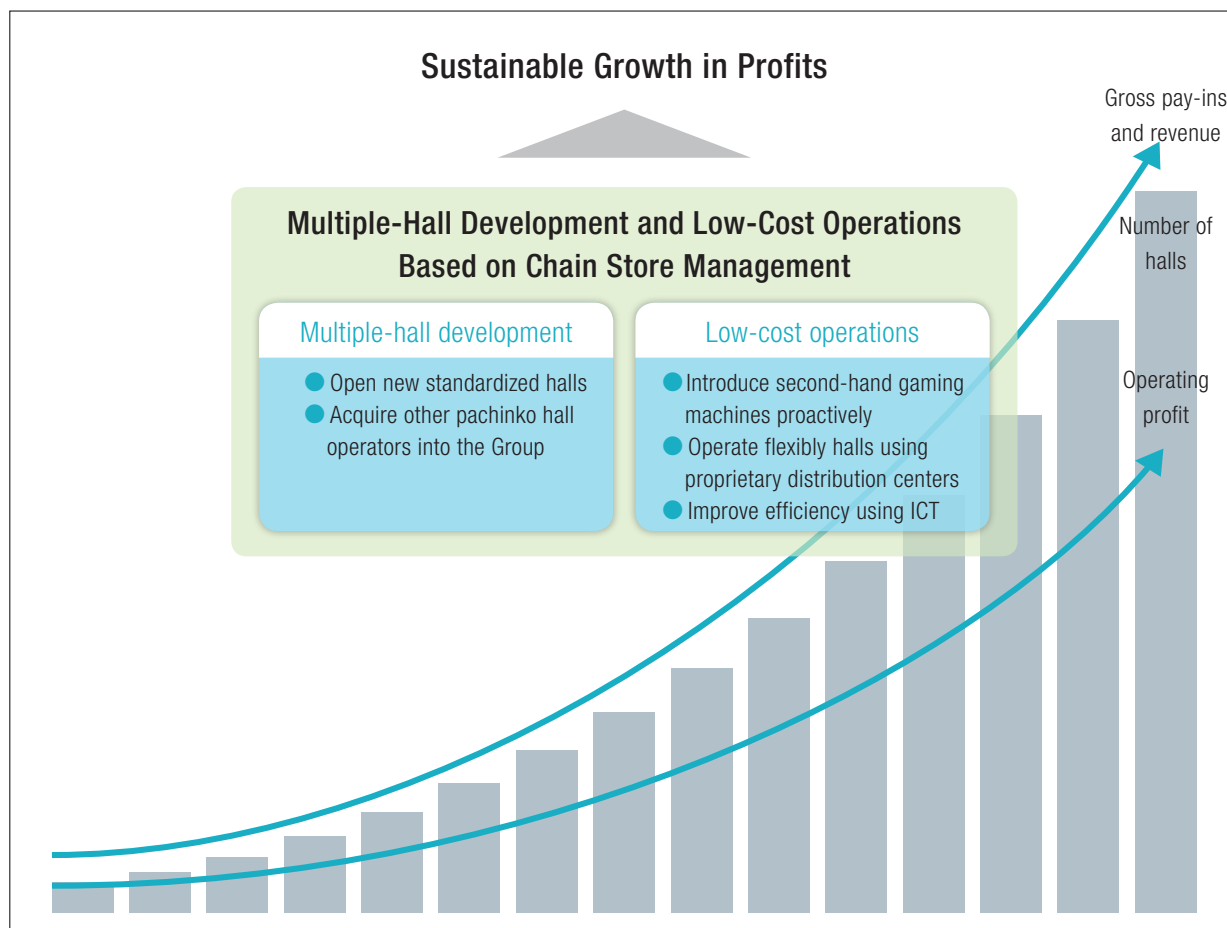 Sustainable Growth in Profits
Gross pay-ins
and revenue
Multiple-Hall Development and Low-Cost Operations
Based on Chain Store Management
Number of
halls
Multiple-hall development
● Open new standardized halls
● Acquire other pachinko hall
operators into the Group
Low-cost operations
● Introduce second-hand gaming
machines proactively
● Operate flexibly halls using
proprietary distribution centers
● Improve efficiency using ICT
Operating
profit